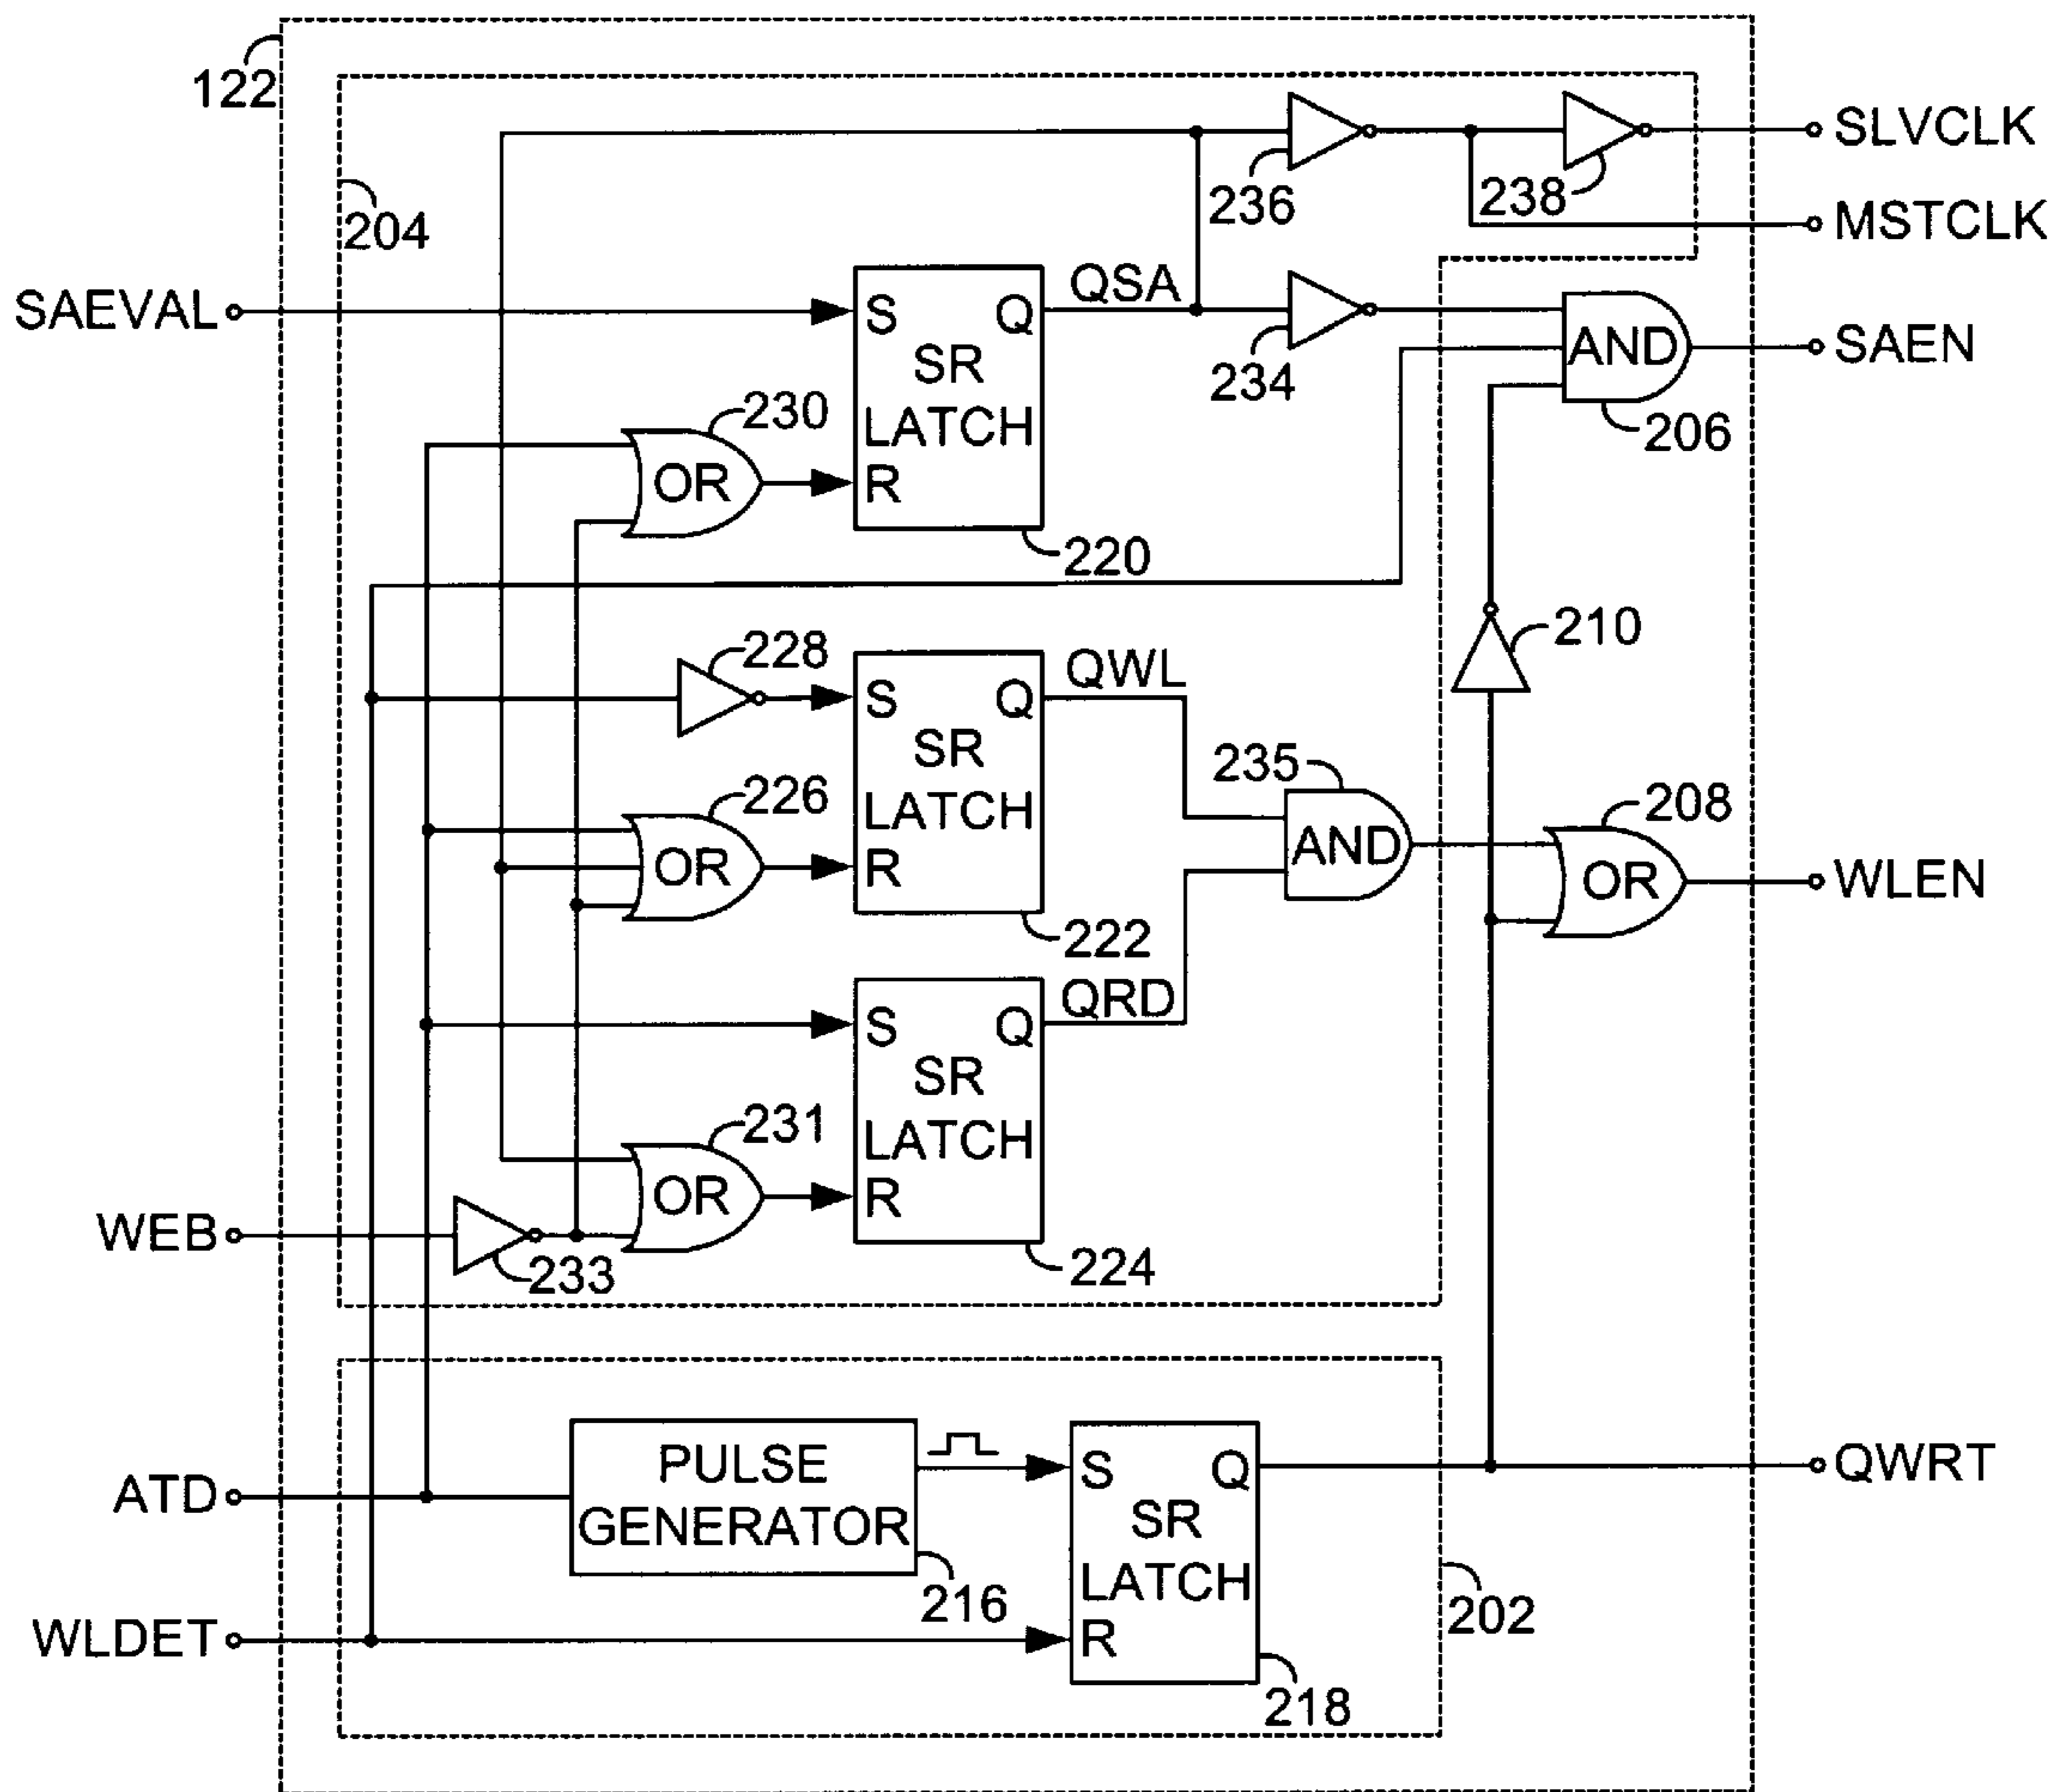 122
204
SLVCLK
236
238
MSTCLK
SAEVAL
S
Q
SR
LATCH
R
QSA
234
AND
SAEN
206
230
OR
220
210
228
S
Q
SR
LATCH
R
QWL
226
OR
235
AND
208
OR
WLEN
222
S
Q
SR
LATCH
R
QRD
231
OR
WEB
233
224
PULSE
GENERATOR
S
Q
SR
LATCH
R
QWRT
ATD
216
202
WLDET
218